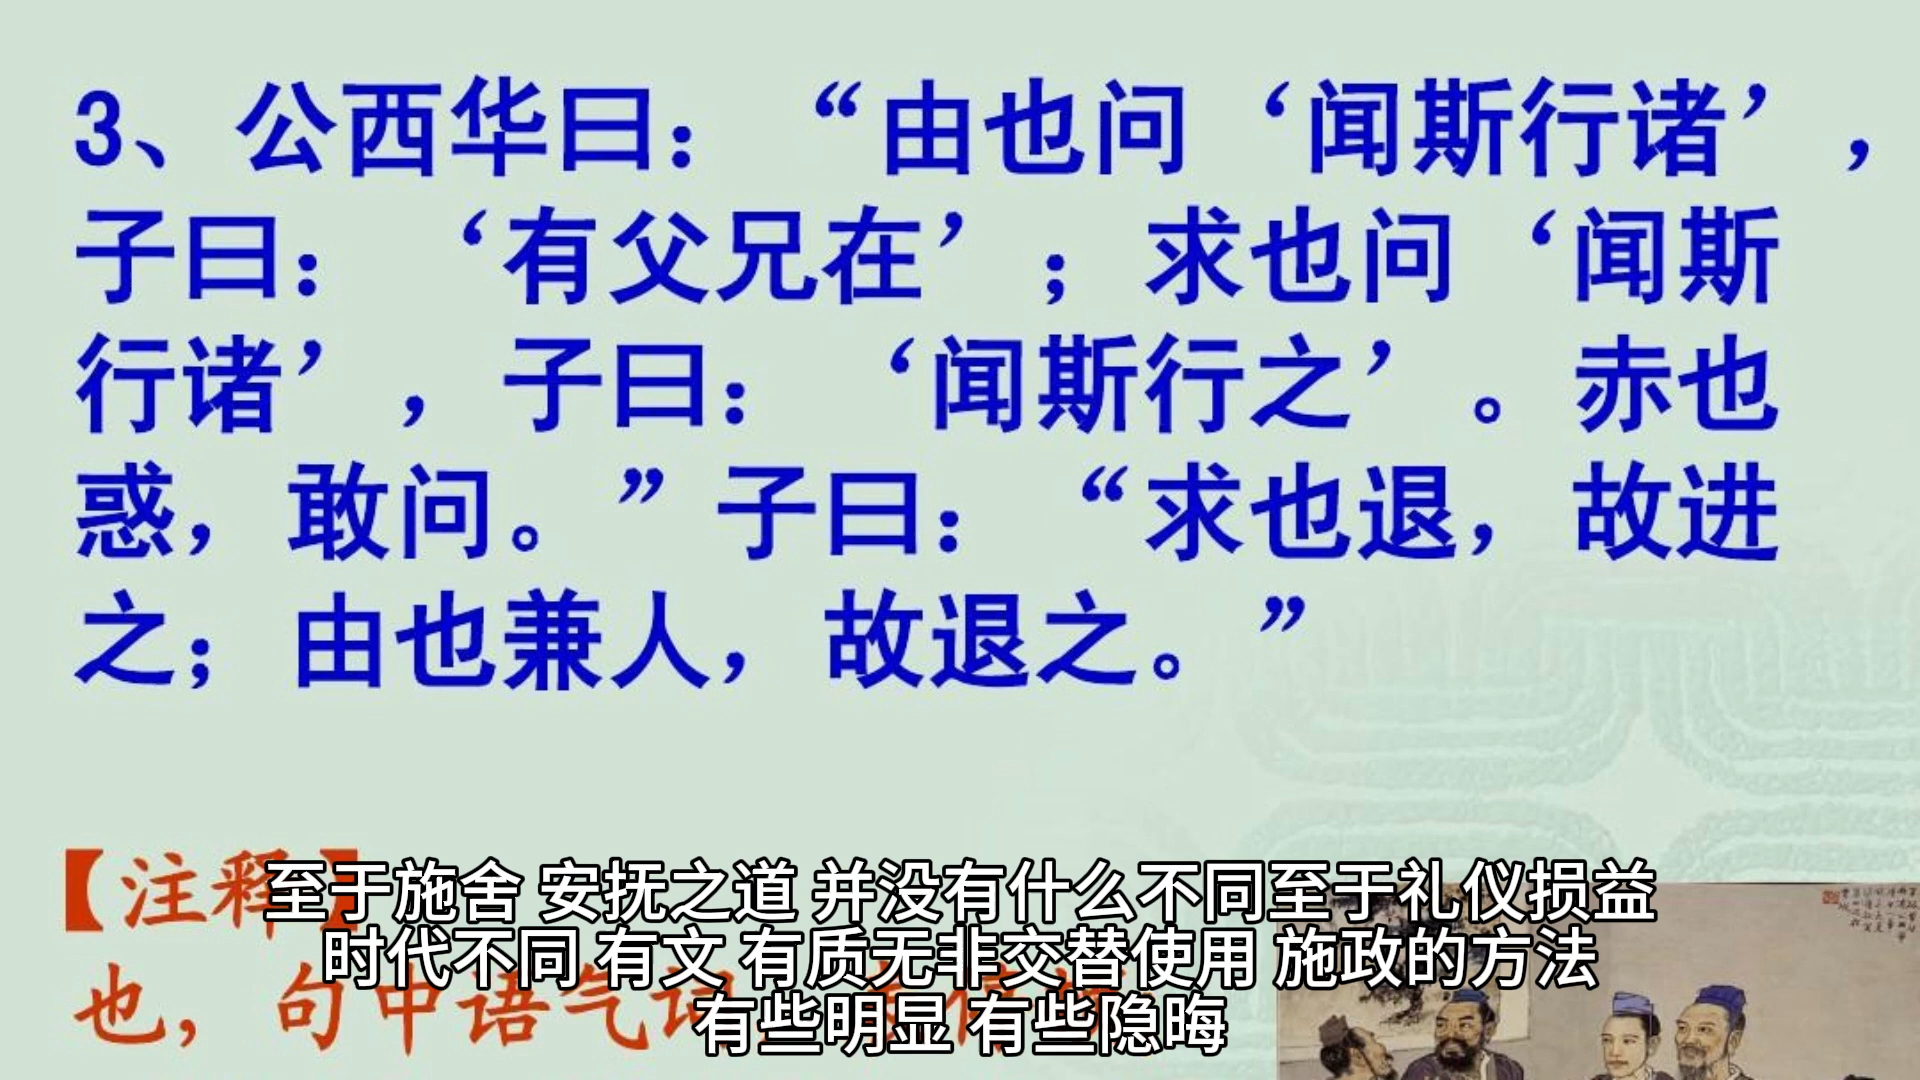 3、公西华曰：“由也问‘闻斯行诸’，
子曰：‘有父兄在’；求也问‘闻斯
行诸’，子曰：‘闻斯行之’。赤也
惑，敢问。”子曰：“求也退，故进
之；由也兼人，故退之。”
【注释】
至于施舍 安抚之道 并没有什么不同至于礼仪损益
时代不同 有文 有质无非交替使用 施政的方法
也，句中语气词
有些明显 有些隐晦